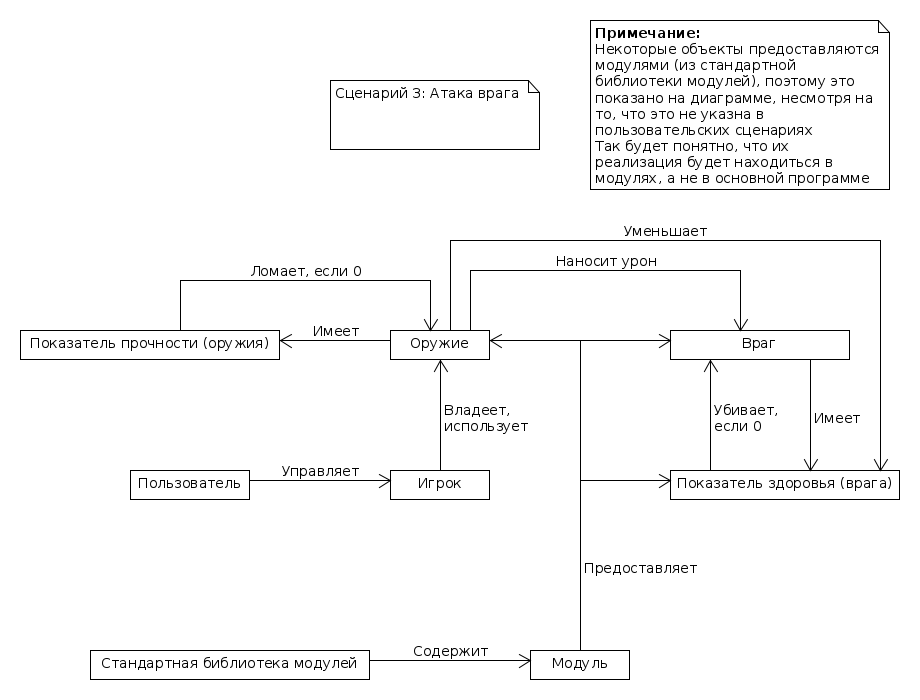 Примечание:
Некоторые объекты предоставляются
модулями (из стандартной
библиотеки модулей), поэтому это
показано на диаграмме, несмотря на
то, что это не указна в
пользовательских сценариях
Так будет понятно, что их
реализация будет находиться в
модулях, а не в основной программе
Сценарий 3: Атака врага
Уменьшает
Наносит урон
Ломает, если 0
Имеет
Показатель прочности (оружия)
Оружие
Враг
Владеет,
использует
Убивает,
если 0
Имеет
Управляет
Пользователь
Игрок
Показатель здоровья (врага)
Предоставляет
Содержит
Стандартная библиотека модулей
Модуль